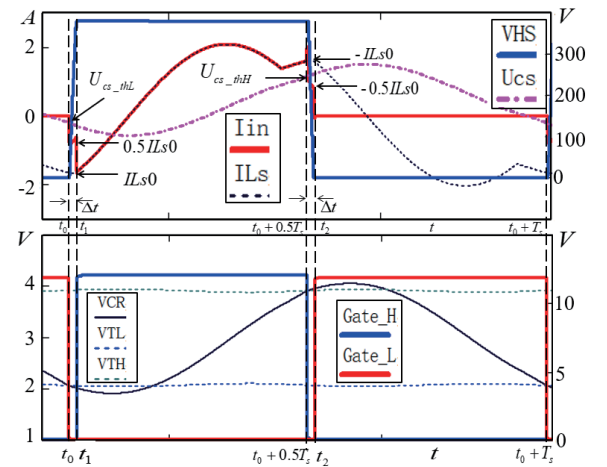 A V
2 300
VHS
Ucs
0 200
-2 100
0
U_cs_thL
U_cs_thH
-ILs0
-0.5ILs0
0.5ILs0
ILs0
Iin
ILs
Δt Δt
t0 t1 t0+0.5Ts t2 t t0+Ts
V V
4 10
3
2 5
1 0
VCR
VTL
VTH
Gate_H
Gate_L
t0 t1 t0+0.5Ts t2 t t0+Ts